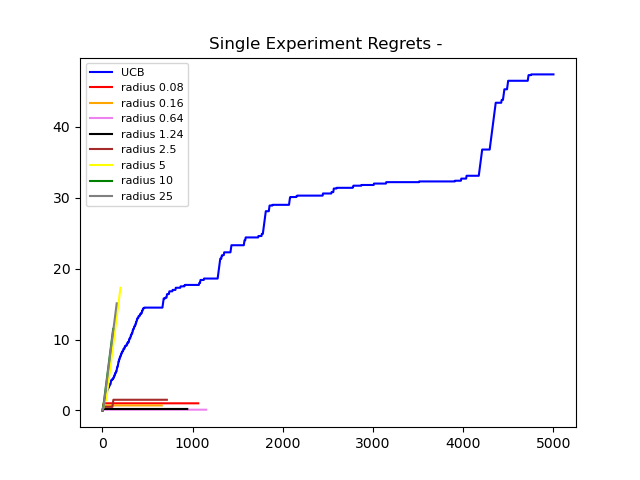 Single Experiment Regrets -
UCB
radius 0.08
radius 0.16
radius 0.64
radius 1.24
radius 2.5
radius 5
radius 10
radius 25
40
30
20
10
0
0 1000 2000 3000 4000 5000